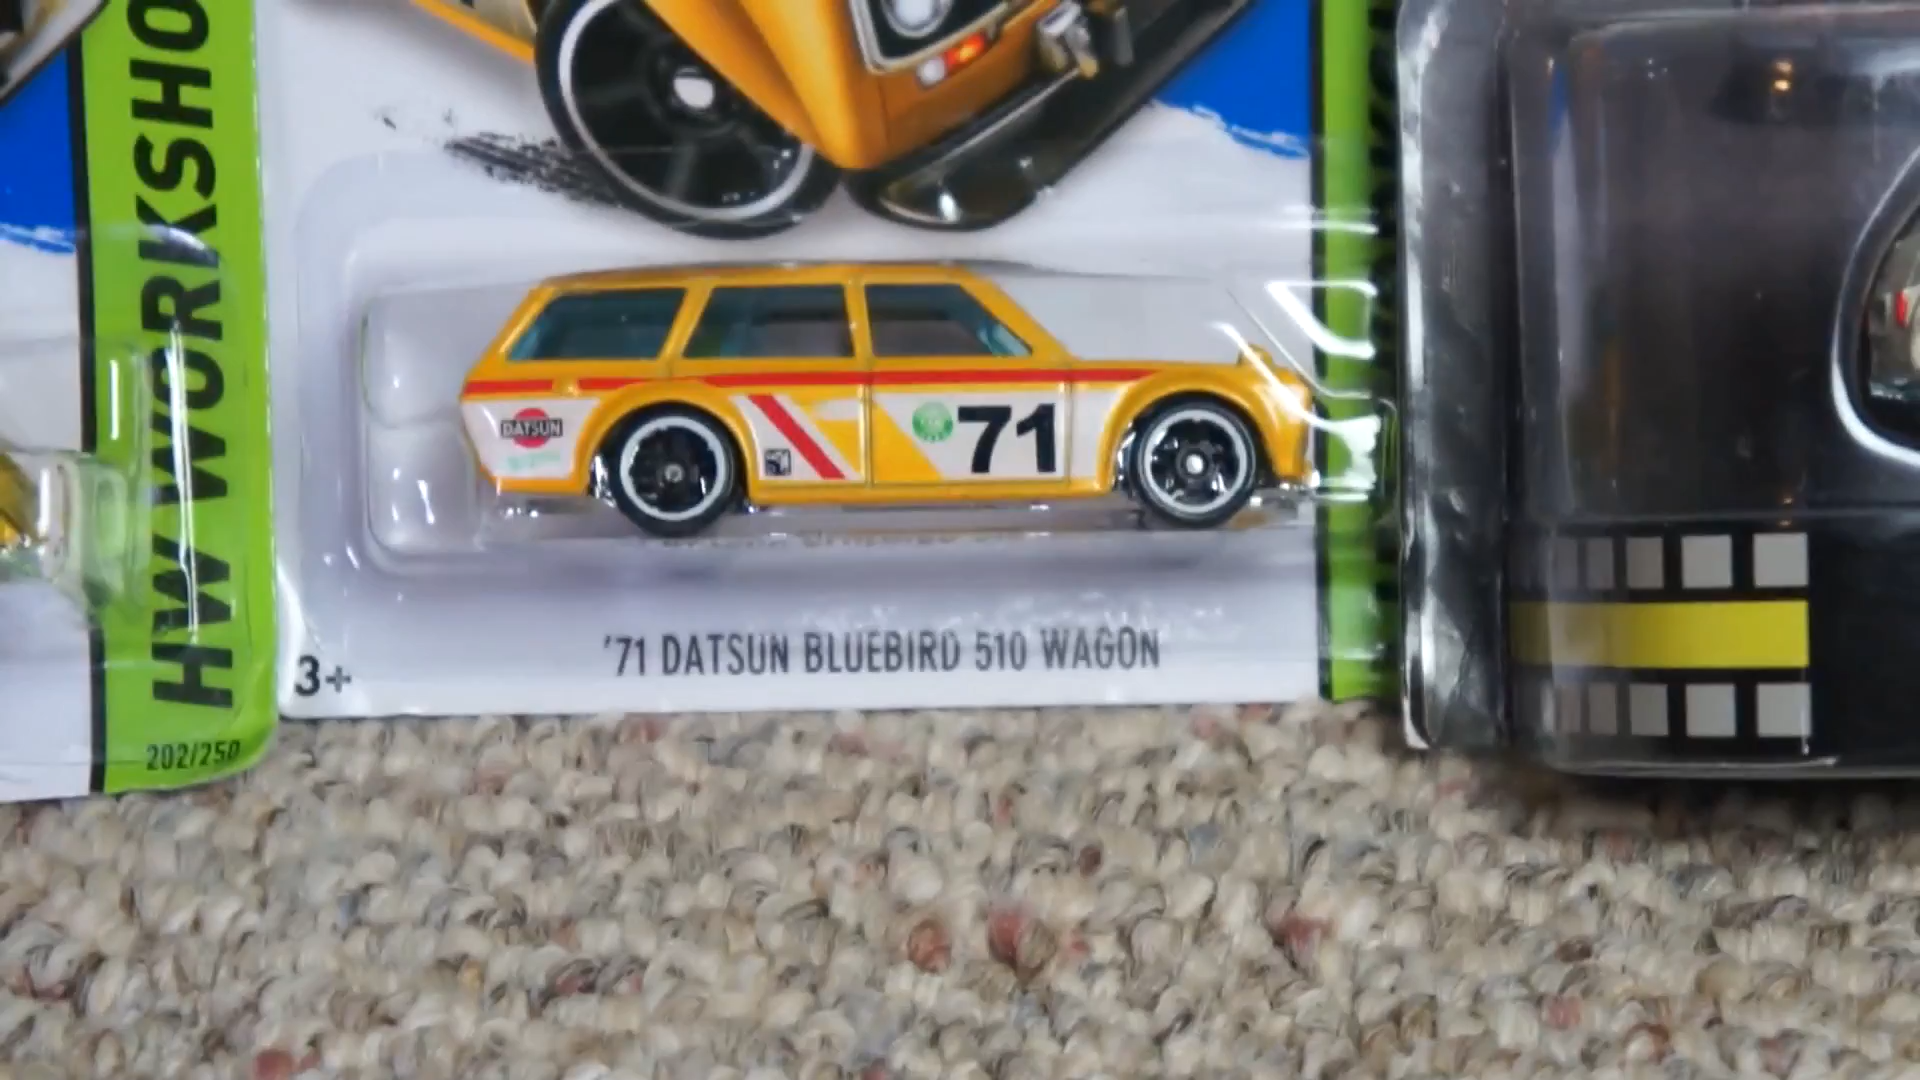 HW WORKSHO
202/250
DATSUN
71
3+
'71 DATSUN BLUEBIRD 510 WAGON